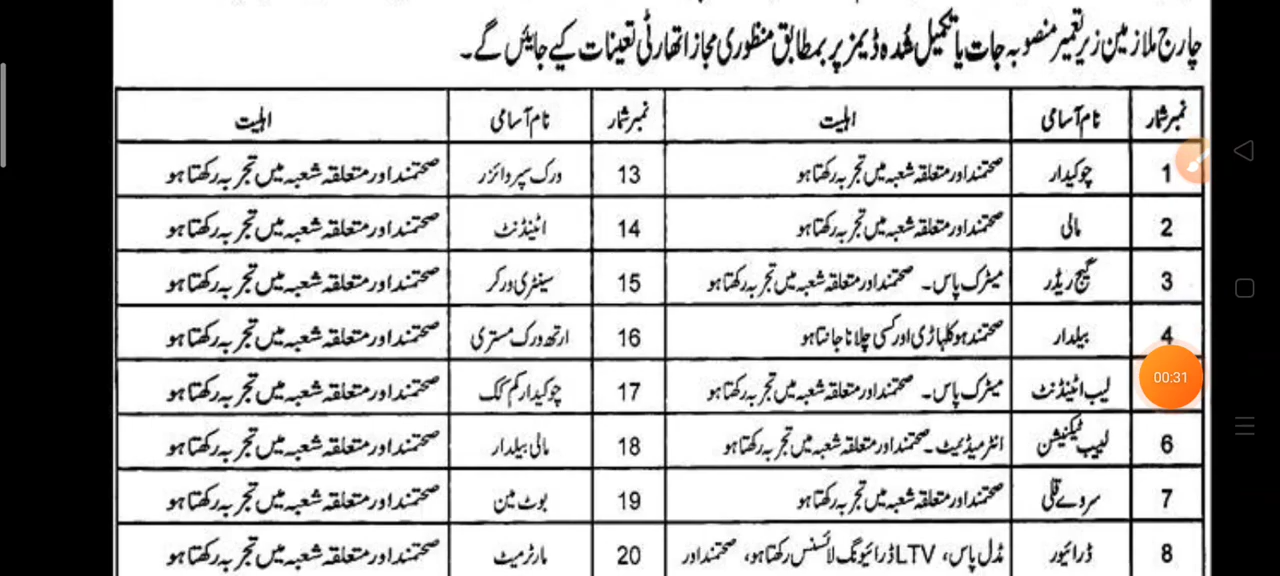 چارج ملازمین زیر تعمیر منصوبہ جات یا تکمیل شدہ ڈیمز پر بمطابق منظوری مجاز اتھارٹی تعینات کیے جائیں گے۔
نمبر شمار نام آسامی اہلیت نمبر شمار نام آسامی اہلیت
1 چوکیدار صحتمند اور متعلقہ شعبہ میں تجربہ رکھتا ہو 13 ورک سپروائزر صحتمند اور متعلقہ شعبہ میں تجربہ رکھتا ہو
2 مالی صحتمند اور متعلقہ شعبہ میں تجربہ رکھتا ہو 14 اٹینڈنٹ صحتمند اور متعلقہ شعبہ میں تجربہ رکھتا ہو
3 گیج ریڈر میٹرک پاس۔ صحتمند اور متعلقہ شعبہ میں تجربہ رکھتا ہو 15 سینٹری ورکر صحتمند اور متعلقہ شعبہ میں تجربہ رکھتا ہو
4 بیلدار صحتمند ہو کلہاڑی اور کسی چلانا جانتا ہو 16 ارتھ ورک مستری صحتمند اور متعلقہ شعبہ میں تجربہ رکھتا ہو
لیب اٹینڈنٹ میٹرک پاس۔ صحتمند اور متعلقہ شعبہ میں تجربہ رکھتا ہو 17 چوکیدار کم کک صحتمند اور متعلقہ شعبہ میں تجربہ رکھتا ہو
00:31
6 لیب ٹیکنیشن انٹرمیڈیٹ۔ صحتمند اور متعلقہ شعبہ میں تجربہ رکھتا ہو 18 مالی بیلدار صحتمند اور متعلقہ شعبہ میں تجربہ رکھتا ہو
7 سروے قلی صحتمند اور متعلقہ شعبہ میں تجربہ رکھتا ہو 19 بوٹ مین صحتمند اور متعلقہ شعبہ میں تجربہ رکھتا ہو
8 ڈرائیور مڈل پاس، LTV ڈرائیونگ لائسنس رکھتا ہو، صحتمند اور 20 مارٹر میٹ صحتمند اور متعلقہ شعبہ میں تجربہ رکھتا ہو